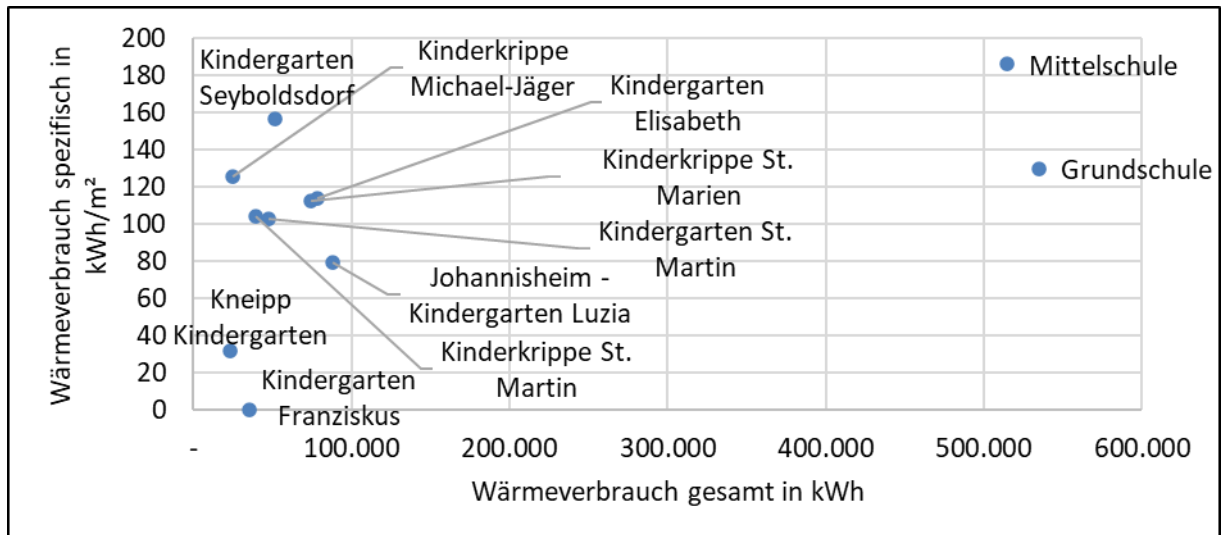 Wärmeverbrauch spezifisch in
kWh/m²
200
180
160
140
120
100
80
60
40
20
0
Kindergarten
Seyboldsdorf
Kinderkrippe
Michael-Jäger
Kindergarten
Elisabeth
Kinderkrippe St.
Marien
Kindergarten St.
Martin
Johannisheim -
Kindergarten Luzia
Kinderkrippe St.
Martin
Kneipp
Kindergarten
Kindergarten
Franziskus
Mittelschule
Grundschule
-
100.000
200.000
300.000
400.000
500.000
600.000
Wärmeverbrauch gesamt in kWh